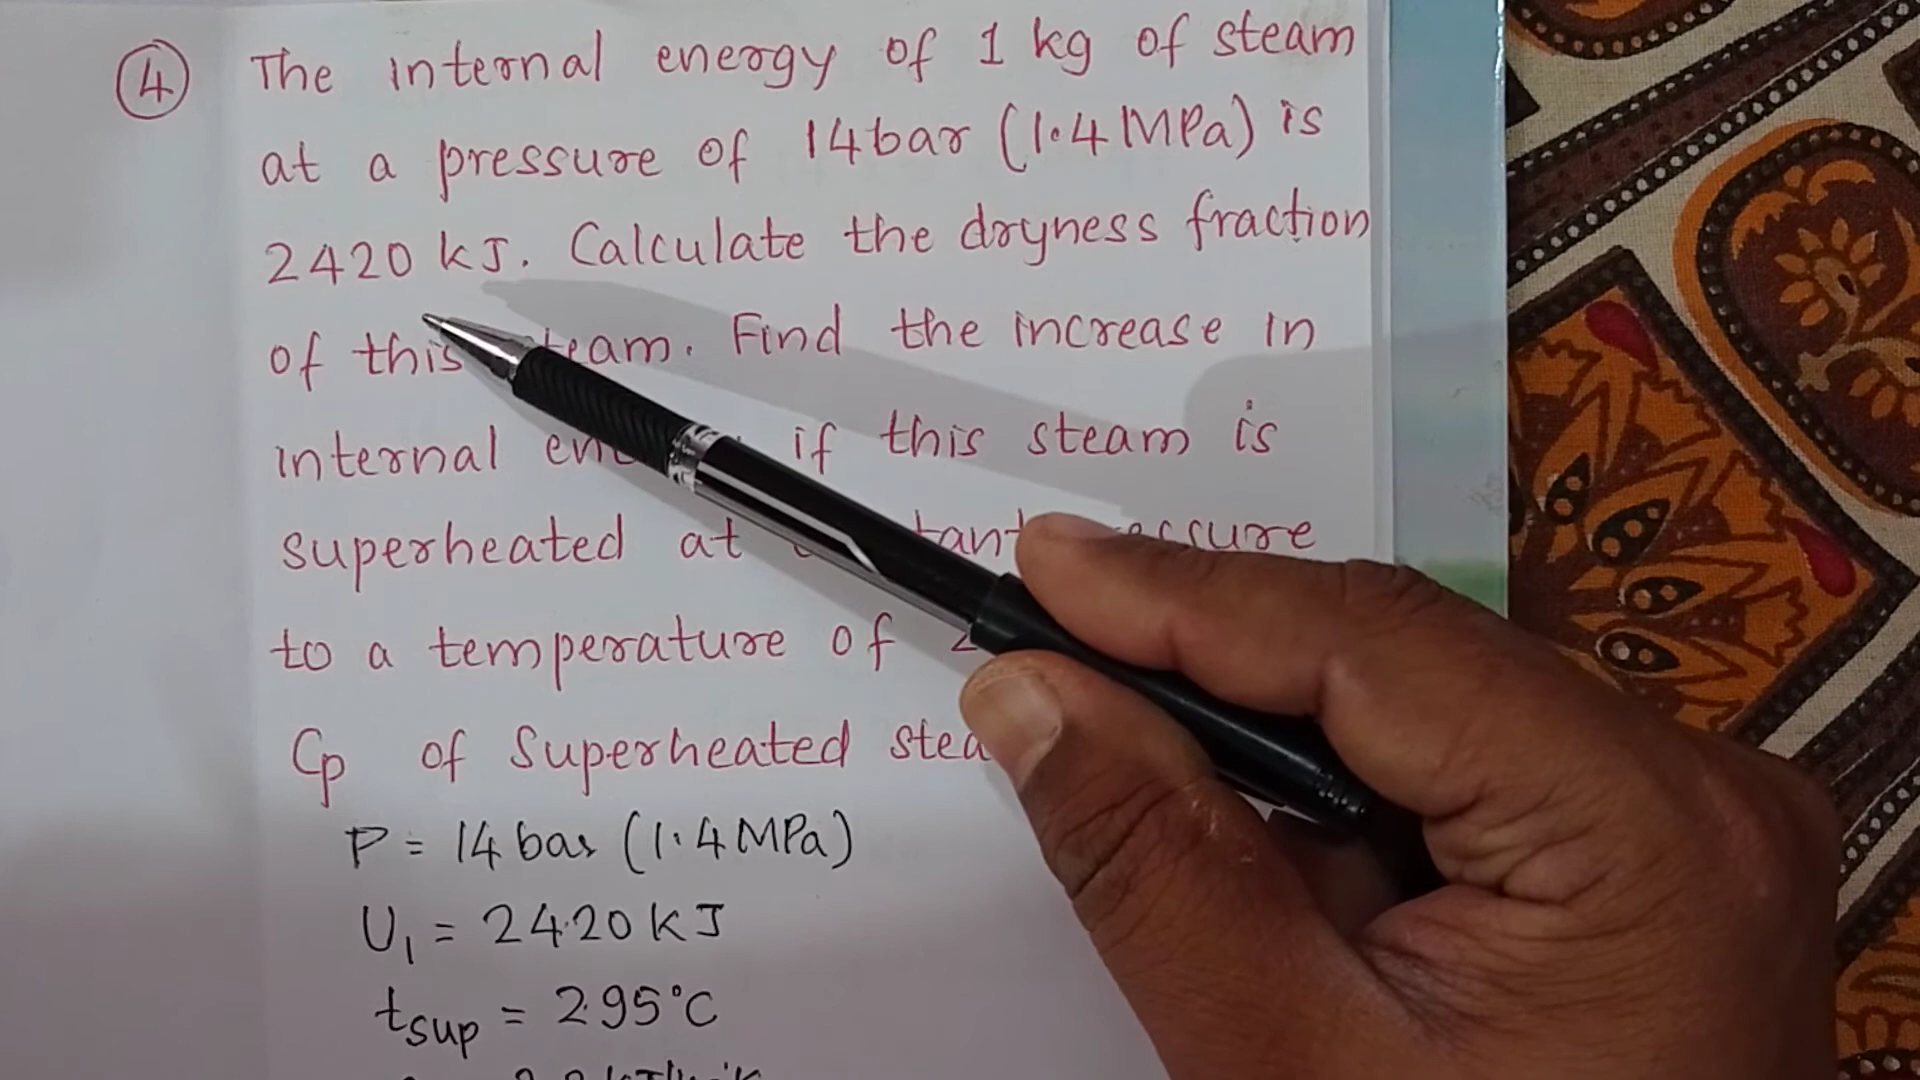 4 The internal energy of 1 kg of steam
at a pressure of 14bar (1.4 MPa) is
2420 kJ. Calculate the dryness fraction
of this steam. Find the increase in
internal if this steam is
superheated at
to a temperature of
Cp of Superheated
P = 14 bar (1.4 MPa)
U₁ = 2420 kJ
tsup = 295°C